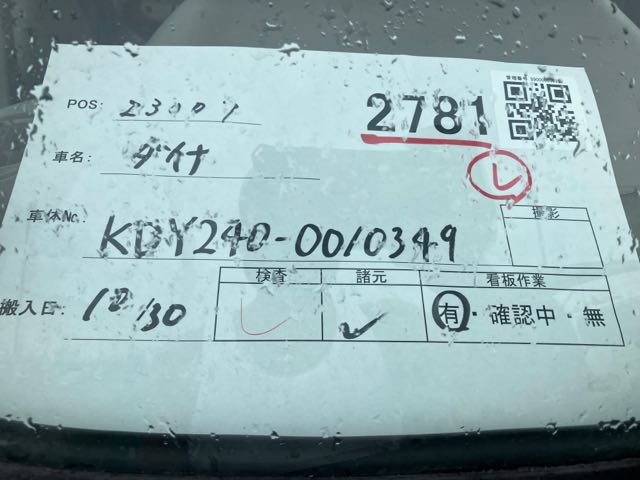 POS: 23001
2781
車名: ダイナ
レ
車体No: KDY240-0010349
撮影
検査 諸元 看板作業
搬入日: 12/30
有・確認中・無